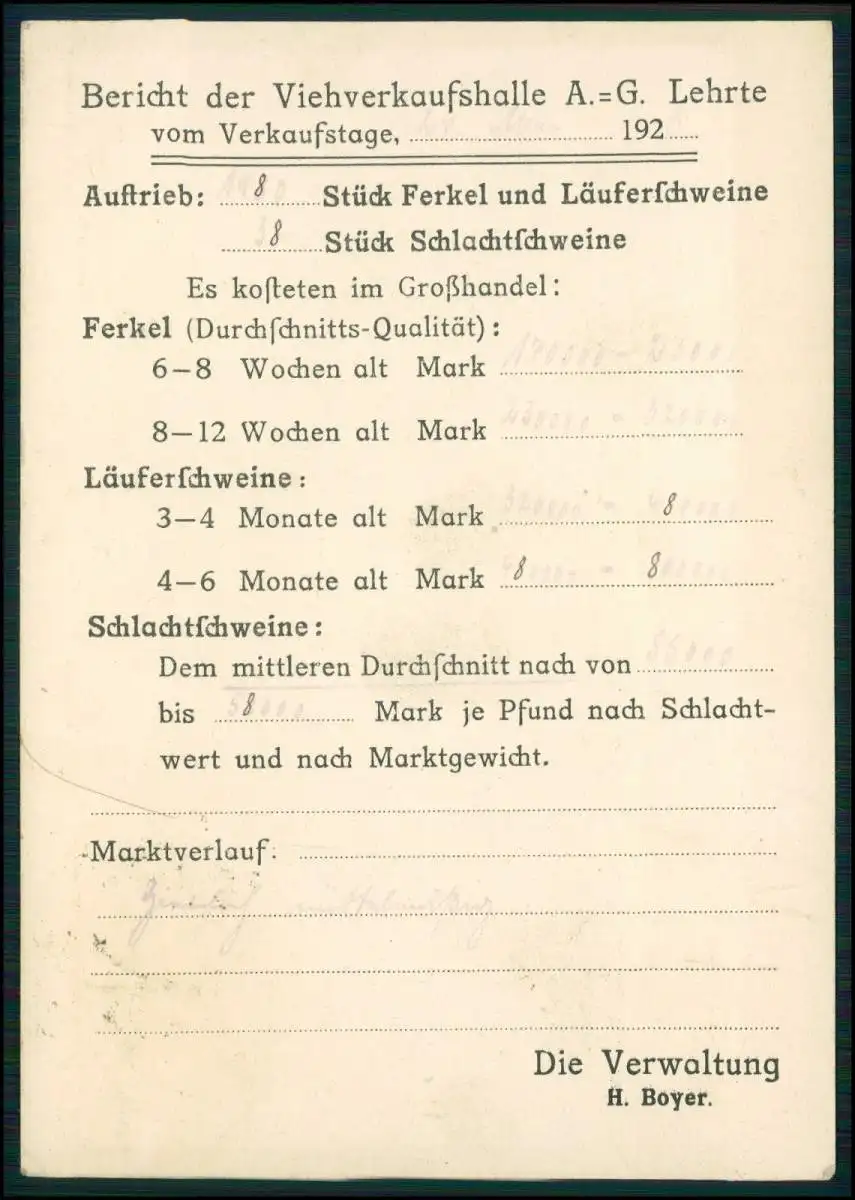 Bericht der Viehverkaufshalle A.=G. Lehrte
vom Verkaufstage, 192
Auftrieb: 8 Stück Ferkel und Läuferſchweine
8 Stück Schlachtſchweine
Es koſteten im Großhandel:
Ferkel (Durchſchnitts-Qualität):
6—8 Wochen alt Mark
8—12 Wochen alt Mark
Läuferſchweine:
3—4 Monate alt Mark 8
4—6 Monate alt Mark 8 - 8
Schlachtſchweine:
Dem mittleren Durchſchnitt nach von
bis 8 Mark je Pfund nach Schlacht-
wert und nach Marktgewicht.
Marktverlauf:
Die Verwaltung
H. Boyer.